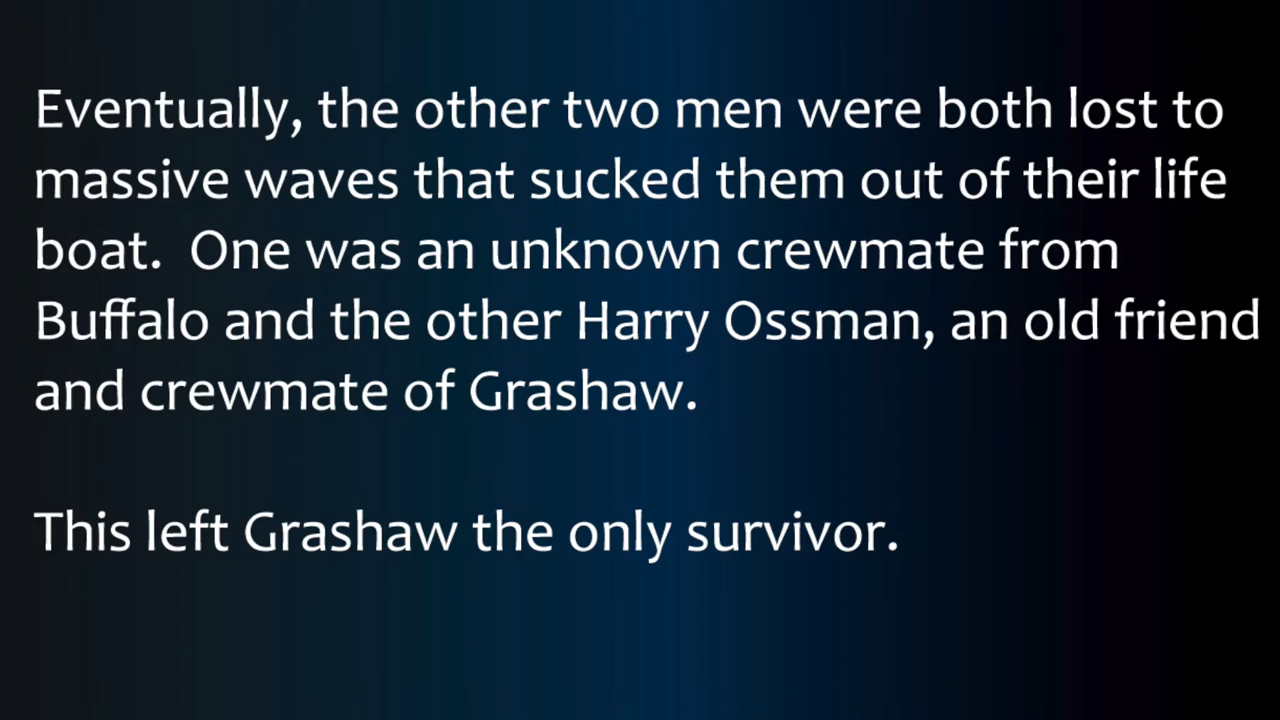 Eventually, the other two men were both lost to
massive waves that sucked them out of their life
boat.  One was an unknown crewmate from
Buffalo and the other Harry Ossman, an old friend
and crewmate of Grashaw.
This left Grashaw the only survivor.